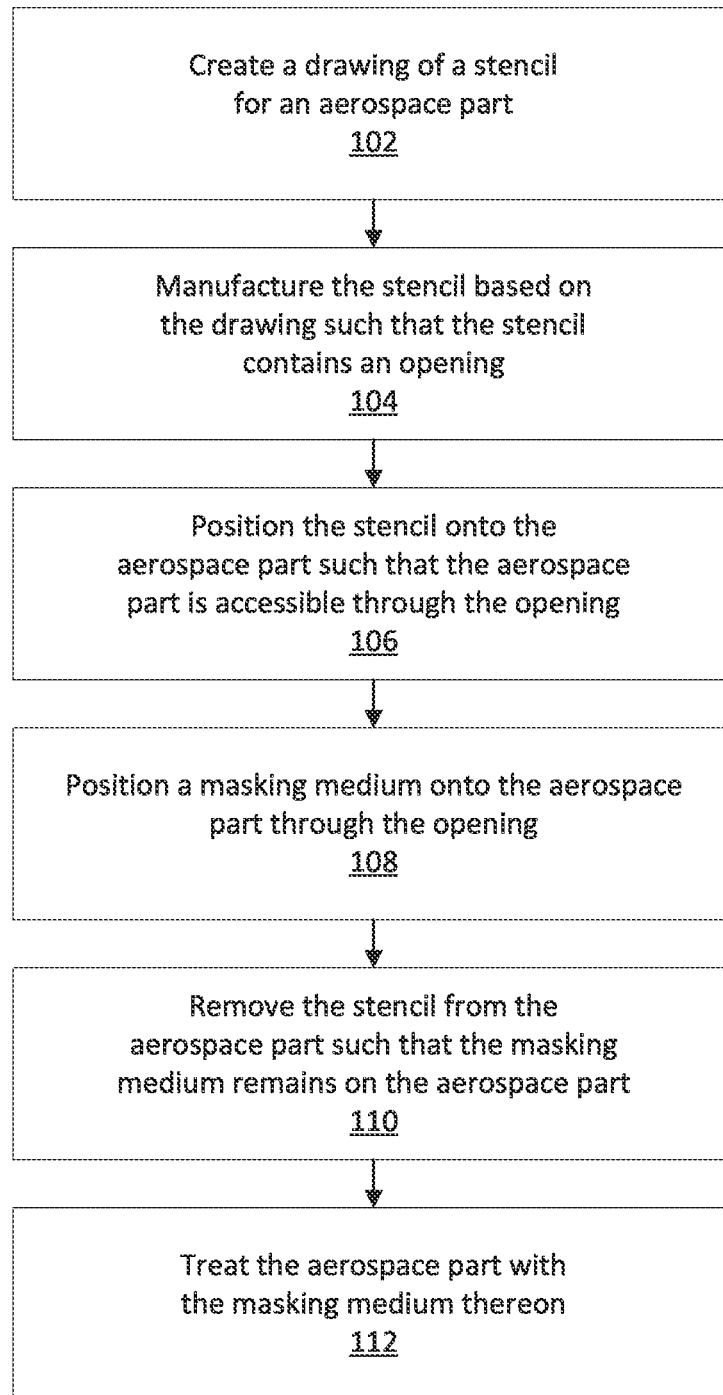 Create a drawing of a stencil
for an aerospace part
102
Manufacture the stencil based on
the drawing such that the stencil
contains an opening
104
Position the stencil onto the
aerospace part such that the aerospace
part is accessible through the opening
106
Position a masking medium onto the aerospace
part through the opening
108
Remove the stencil from the
aerospace part such that the masking
medium remains on the aerospace part
110
Treat the aerospace part with
the masking medium thereon
112